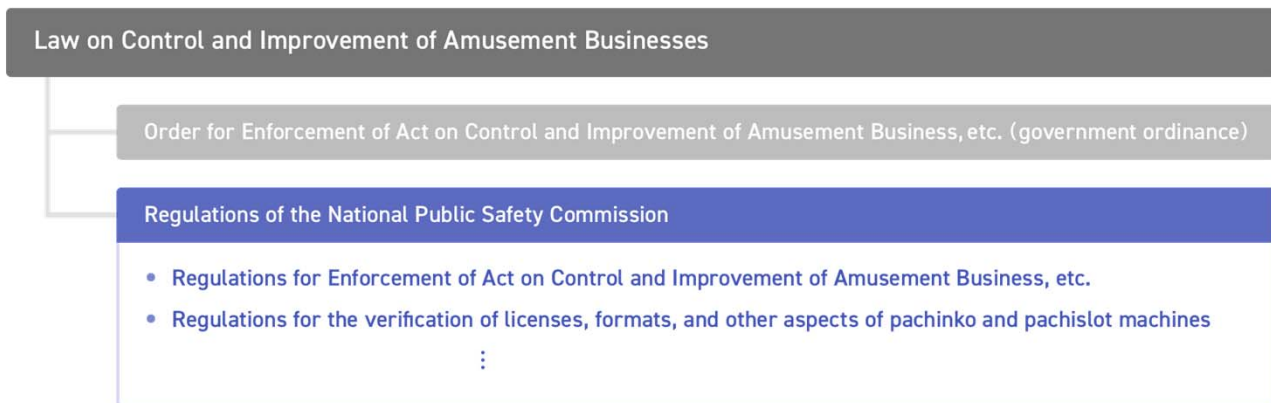 Law on Control and Improvement of Amusement Businesses
Order for Enforcement of Act on Control and Improvement of Amusement Business, etc. (government ordinance)
Regulations of the National Public Safety Commission
• Regulations for Enforcement of Act on Control and Improvement of Amusement Business, etc.
• Regulations for the verification of licenses, formats, and other aspects of pachinko and pachislot machines
⋮